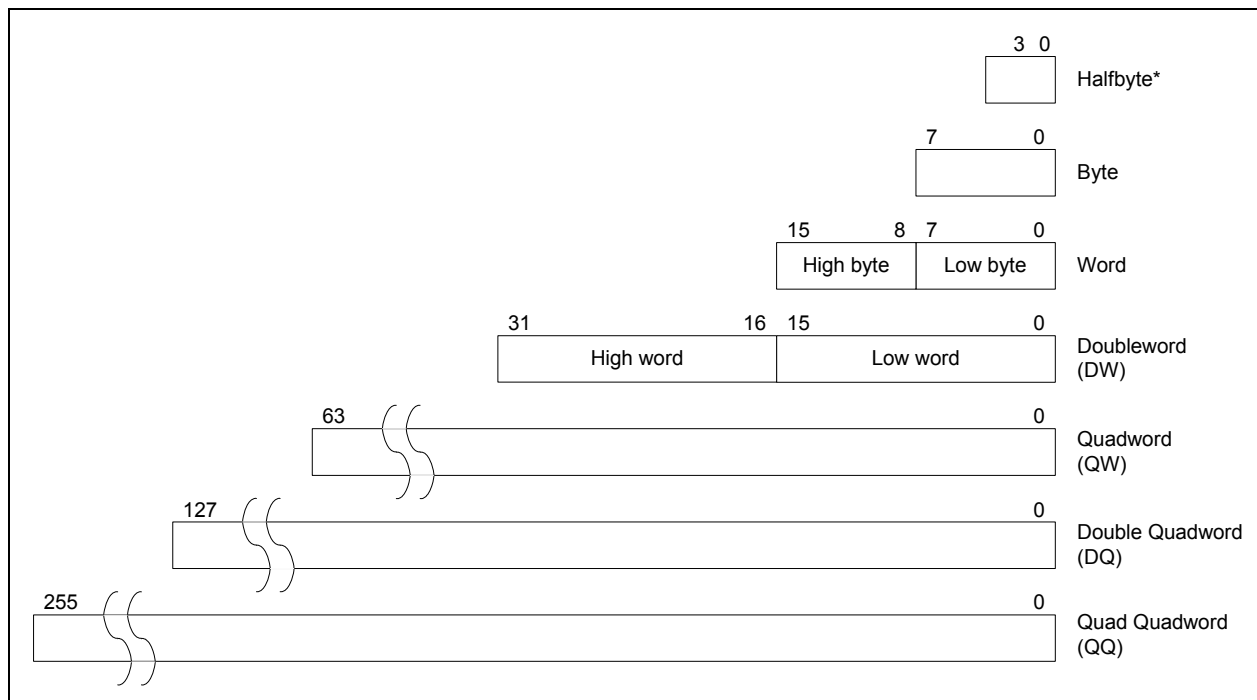 3 0
Halfbyte*
7 0
Byte
15 8 7 0
High byte Low byte Word
31 16 15 0
High word Low word Doubleword
(DW)
63 0
Quadword
(QW)
127 0
Double Quadword
(DQ)
255 0
Quad Quadword
(QQ)